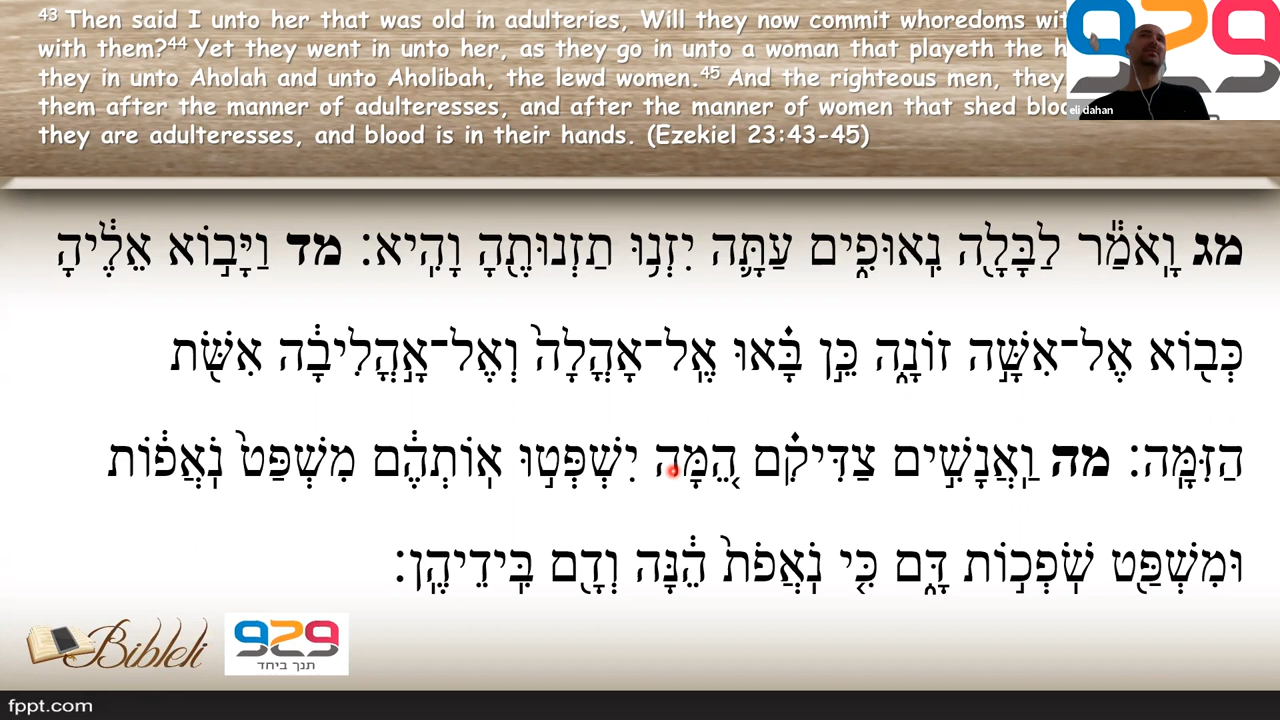 43 Then said I unto her that was old in adulteries, Will they now commit whoredoms
with them? 44 Yet they went in unto her, as they go in unto a woman that playeth the
they in unto Aholah and unto Aholibah, the lewd women. 45 And the righteous men, they
them after the manner of adulteresses, and after the manner of women that shed
they are adulteresses, and blood is in their hands. (Ezekiel 23:43-45)
929
eli dahan
מג וָֽאֹמַ֕ר לַבָּלָ֖ה נִֽאוּפִ֑ים עַתָּ֛ה יִזְנ֥וּ תַזְנוּתֶ֖הָ וָהִֽיא׃ מד וַיָּב֣וֹא אֵלֶ֔יהָ
כְּב֖וֹא אֶל־אִשָּׁ֣ה זוֹנָ֑ה כֵּ֣ן בָּ֗אוּ אֶֽל־אָהֳלָה֙ וְאֶל־אָ֣הֳלִיבָ֔ה אִשֹּׁ֖ת
הַזִּמָּֽה׃ מה וַאֲנָשִׁ֣ים צַדִּיקִ֗ם הֵ֚מָּה יִשְׁפְּט֣וּ אֽוֹתְהֶ֔ם מִשְׁפַּט֙ נֹֽאֲפ֔וֹת
וּמִשְׁפַּ֖ט שֹֽׁפְכ֣וֹת דָּ֑ם כִּ֤י נֹֽאֲפֹת֙ הֵ֔נָּה וְדָ֖ם בִּֽידֵיהֶֽן׃
Bibleli
929
תנך ביחד
fppt.com